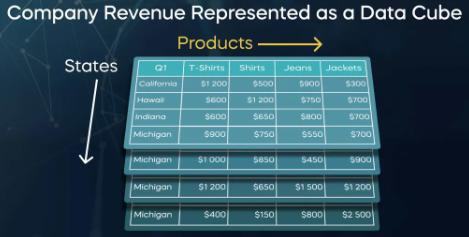 Company Revenue Represented as a Data Cube
Products
States
Q1 T-Shirts Shirts Jeans Jackets
California $1 200 $500 $900 $300
Hawaii $600 $1 200 $750 $700
Indiana $600 $650 $800 $700
Michigan $900 $750 $550 $700
Michigan $1 000 $850 $450 $900
Michigan $1 200 $650 $1 500 $1 200
Michigan $400 $150 $800 $2 500